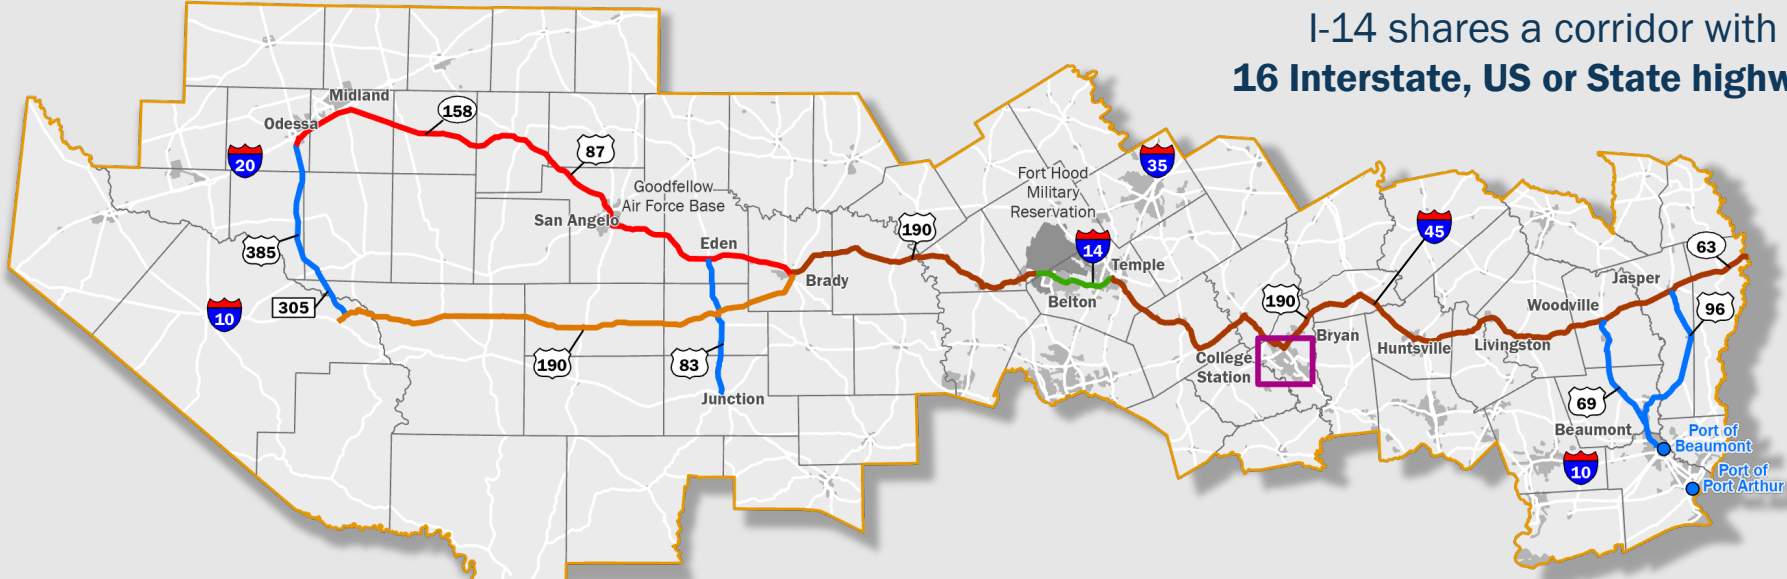 I-14 shares a corridor with
16 Interstate, US or State highw
Midland
Odessa
158
20
87
Goodfellow
Air Force Base
San Angelo
385
Eden
305
10
190
83
Junction
Brady
190
Fort Hood
Military
Reservation
35
14
Temple
Belton
190
College
Station
Bryan
45
Huntsville
Livingston
Woodville
Jasper
63
96
69
Beaumont
10
Port of
Beaumont
Port of
Port Arthur